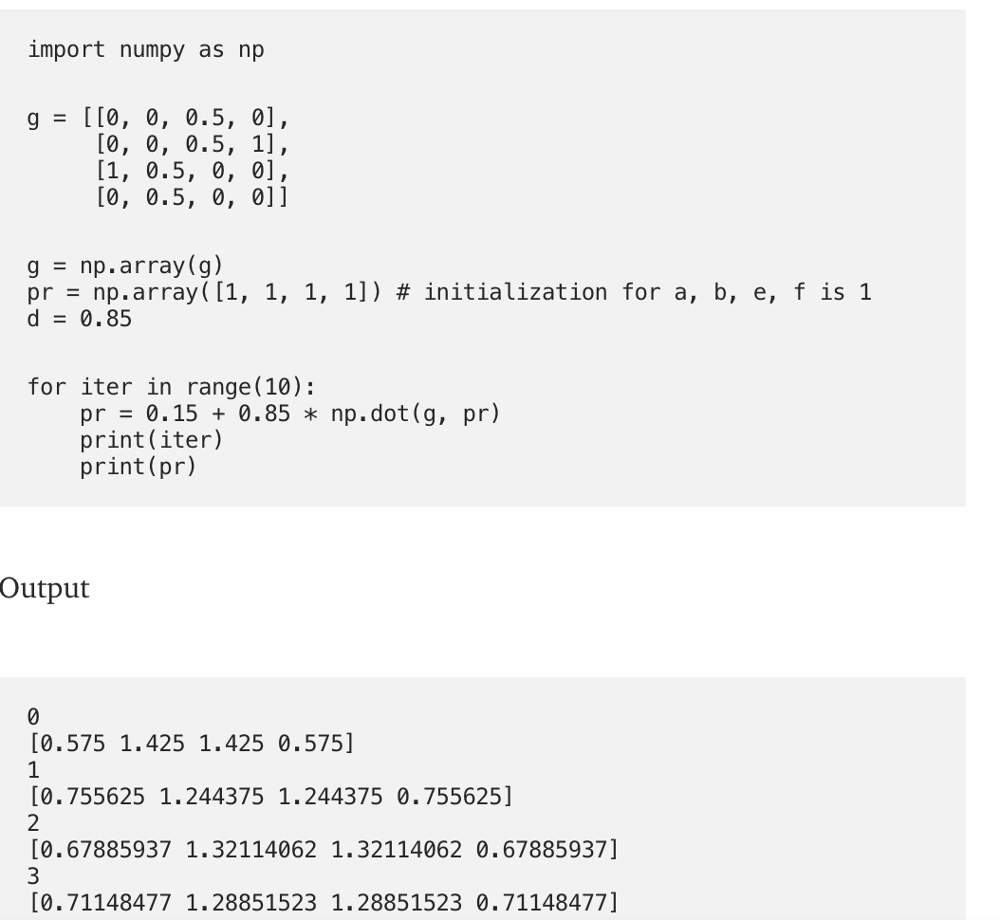 import numpy as np
g = [[0, 0, 0.5, 0],
[0, 0, 0.5, 1],
[1, 0.5, 0, 0],
[0, 0.5, 0, 0]]
g = np.array(g)
pr = np.array([1, 1, 1, 1]) # initialization for a, b, e, f is 1
d = 0.85
for iter in range(10):
    pr = 0.15 + 0.85 * np.dot(g, pr)
    print(iter)
    print(pr)
Output
0
[0.575 1.425 1.425 0.575]
1
[0.755625 1.244375 1.244375 0.755625]
2
[0.67885937 1.32114062 1.32114062 0.67885937]
3
[0.71148477 1.28851523 1.28851523 0.71148477]